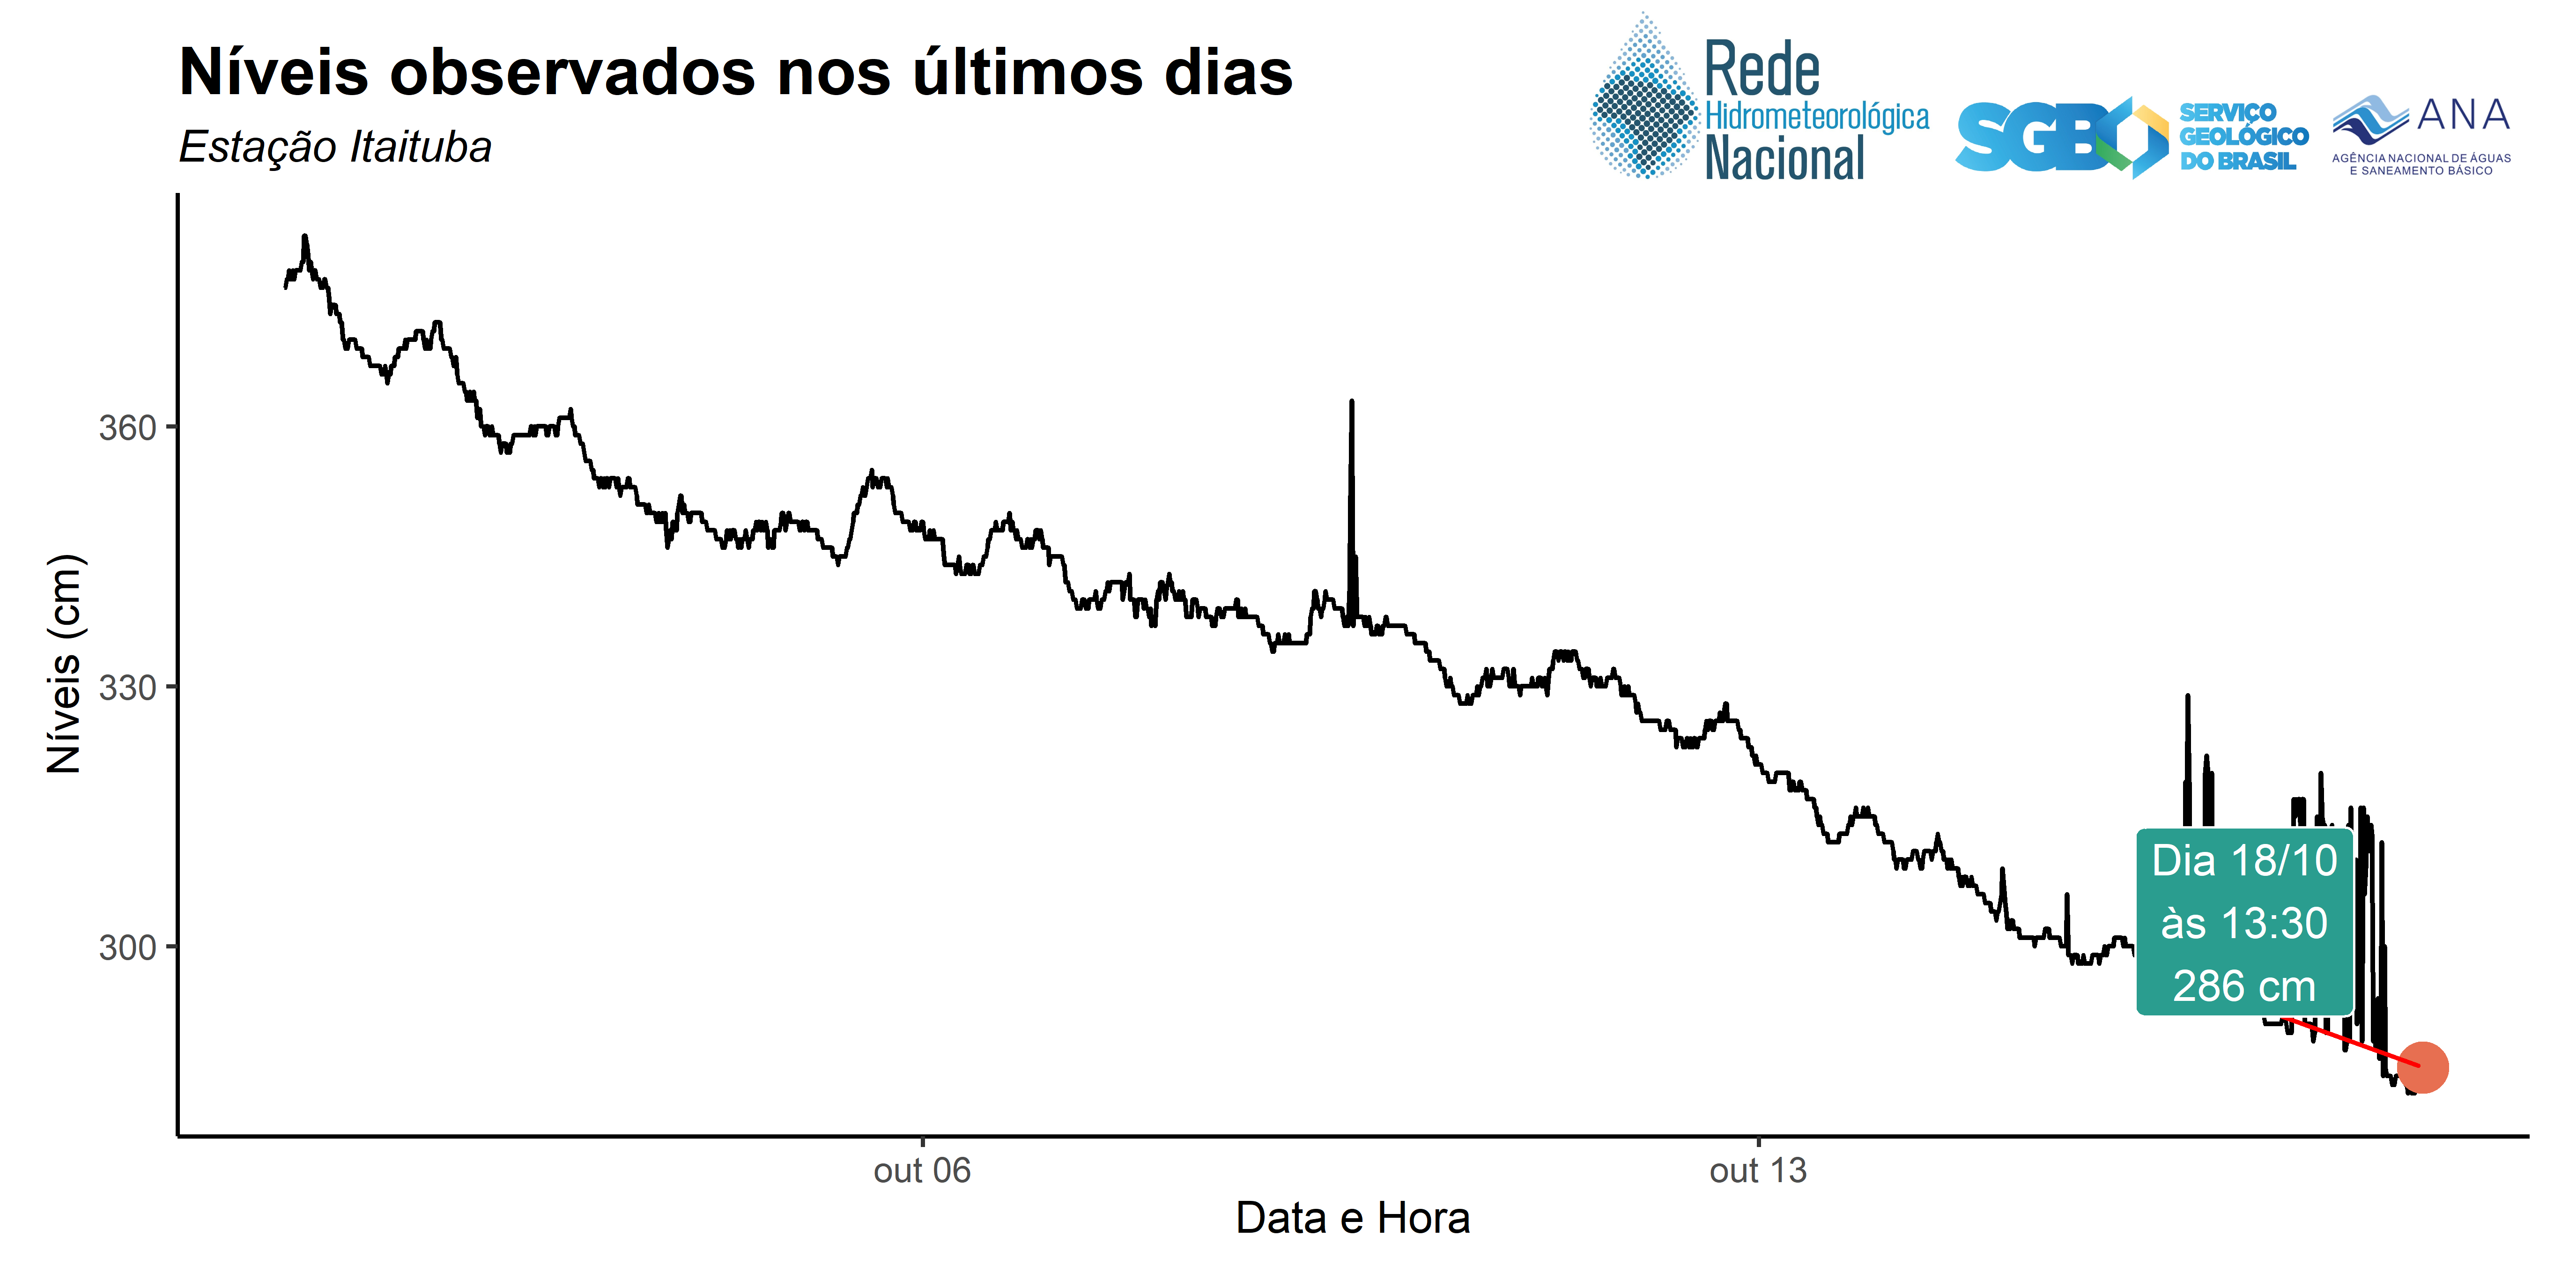 Níveis observados nos últimos dias
Estação Itaituba
Rede
Hidrometeorológica
Nacional
SGB
SERVIÇO
GEOLÓGICO
DO BRASIL
ANA
AGÊNCIA NACIONAL DE ÁGUAS
E SANEAMENTO BÁSICO
Níveis (cm)
360
330
300
Dia 18/10
às 13:30
286 cm
out 06
out 13
Data e Hora